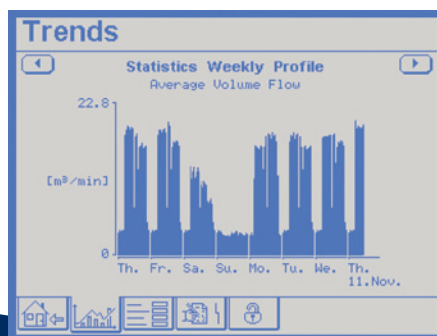 Trends
Statistics Weekly Profile
Average Volume Flow
22.8
[m³/min]
0
Th. Fr. Sa. Su. Mo. Tu. We. Th.
11.Nov.